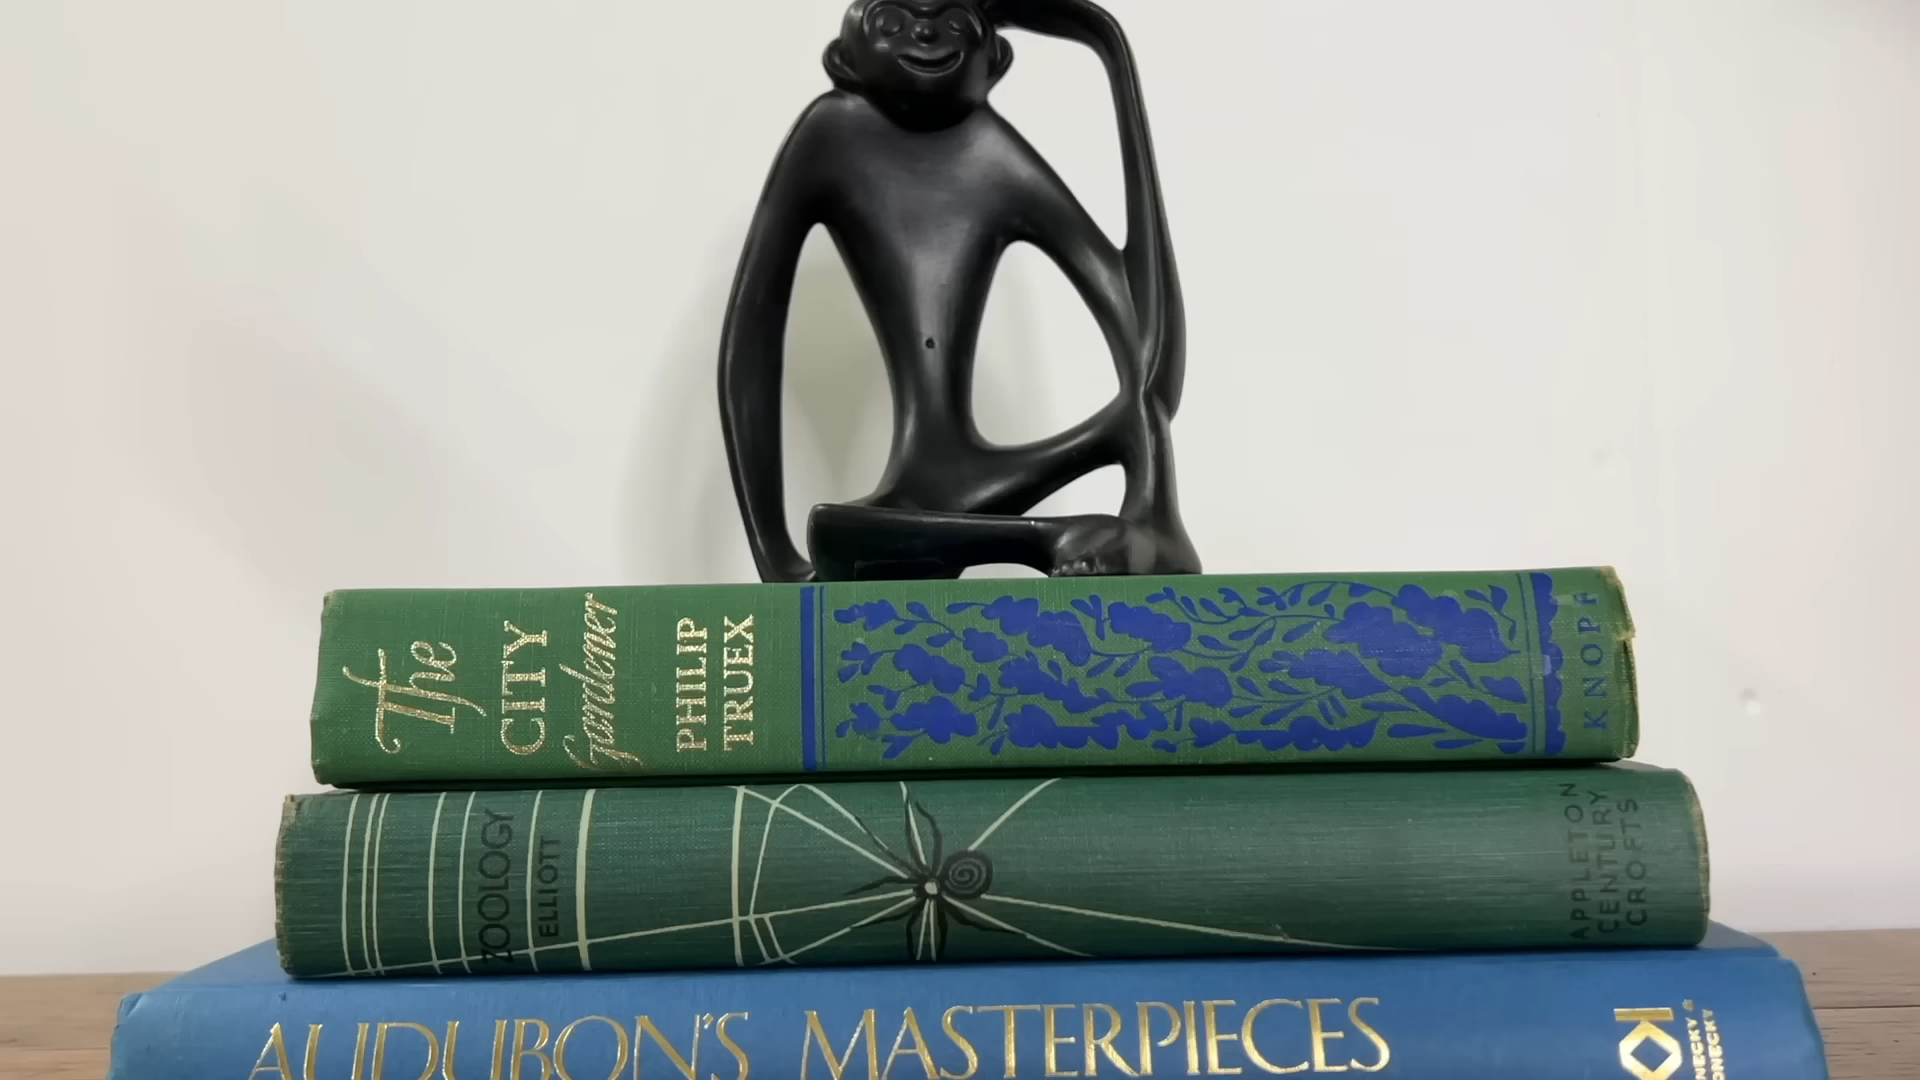 The
CITY
Gardener
PHILIP
TRUEX
KNOPF
ZOOLOGY
ELLIOTT
APPLETON
CENTURY
CROFTS
AUDUBON'S MASTERPIECES